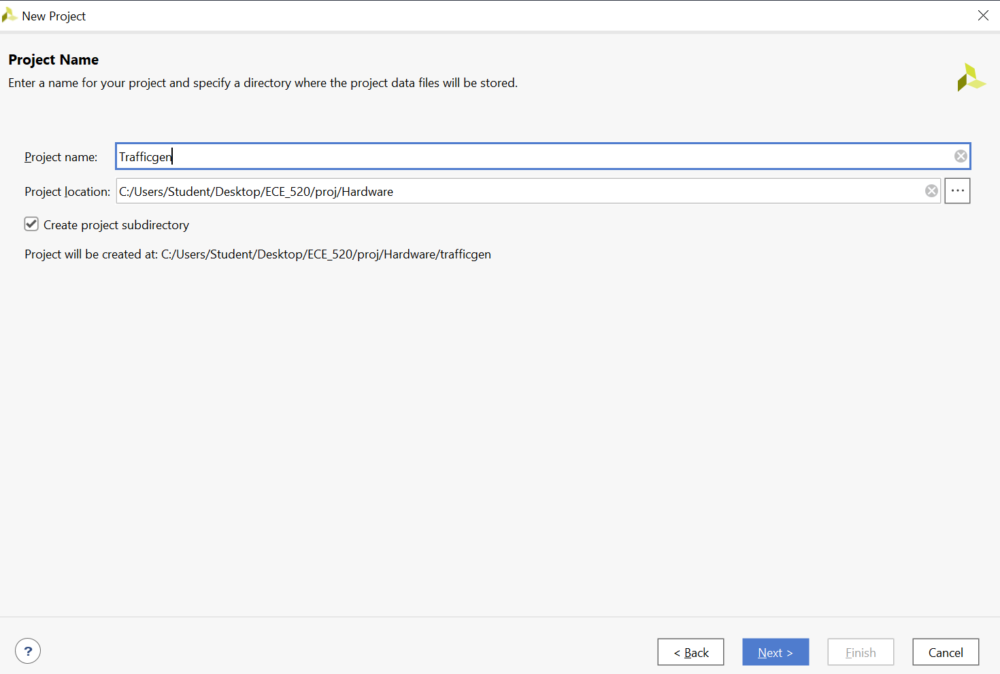 New Project
Project Name
Enter a name for your project and specify a directory where the project data files will be stored.
Project name: Trafficgen
Project location: C:/Users/Student/Desktop/ECE_520/proj/Hardware ...
Create project subdirectory
Project will be created at: C:/Users/Student/Desktop/ECE_520/proj/Hardware/trafficgen
? < Back Next > Finish Cancel